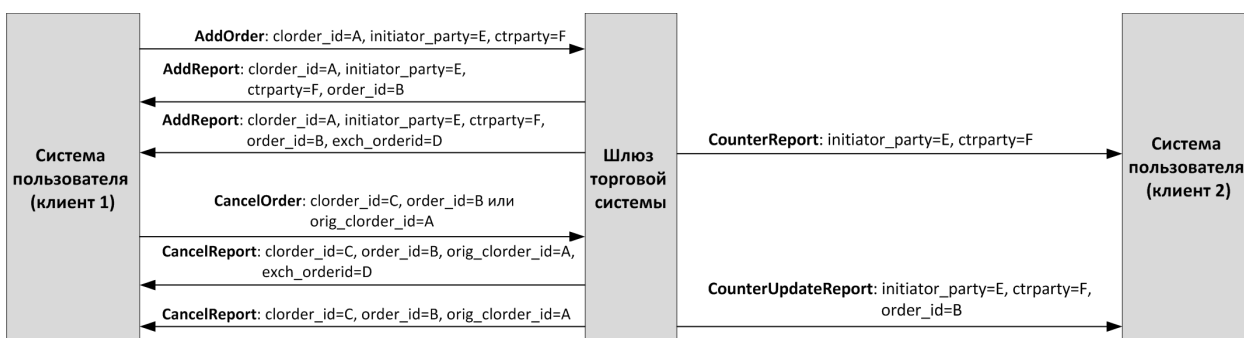 AddOrder: clorder_id=A, initiator_party=E, ctrparty=F
AddReport: clorder_id=A, initiator_party=E,
ctrparty=F, order_id=B
AddReport: clorder_id=A, initiator_party=E, ctrparty=F,
order_id=B, exch_orderid=D
CounterReport: initiator_party=E, ctrparty=F
Система
пользователя
(клиент 1)
Шлюз
торговой
системы
Система
пользователя
(клиент 2)
CancelOrder: clorder_id=C, order_id=B или
orig_clorder_id=A
CancelReport: clorder_id=C, order_id=B, orig_clorder_id=A,
exch_orderid=D
CounterUpdateReport: initiator_party=E, ctrparty=F,
order_id=B
CancelReport: clorder_id=C, order_id=B, orig_clorder_id=A